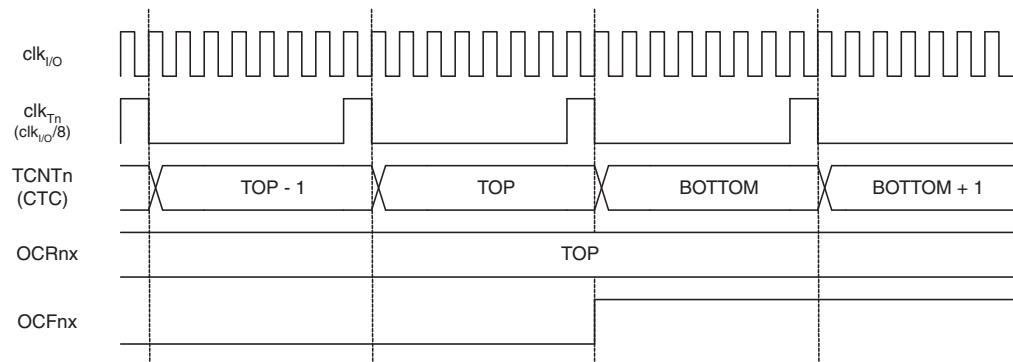 clkI/O
clkTn
(clkI/O/8)
TCNTn
(CTC)
TOP - 1
TOP
BOTTOM
BOTTOM + 1
OCRnx
TOP
OCFnx